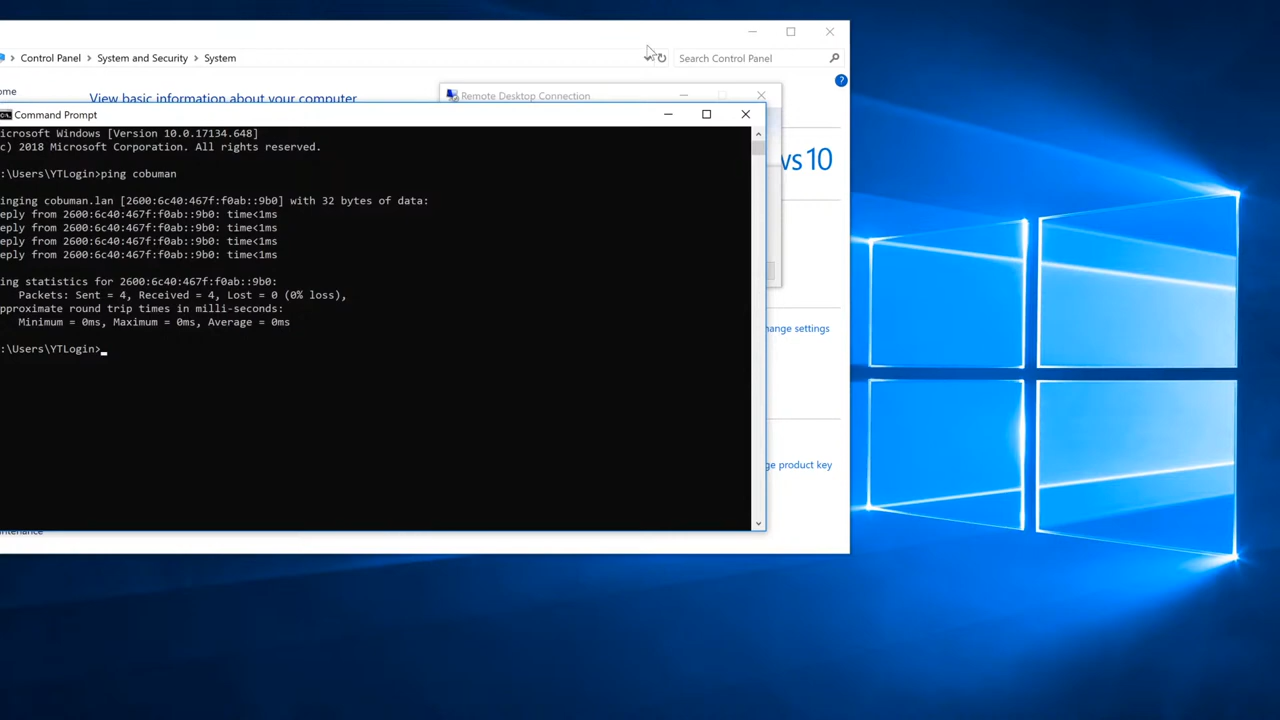 Control Panel > System and Security > System
Search Control Panel
ome
View basic information about your computer
Remote Desktop Connection
?
Command Prompt
icrosoft Windows [Version 10.0.17134.648]
c) 2018 Microsoft Corporation. All rights reserved.
ws 10
:\Users\YTLogin>ping cobuman
inging cobuman.lan [2600:6c40:467f:f0ab::9b0] with 32 bytes of data:
eply from 2600:6c40:467f:f0ab::9b0: time<1ms
eply from 2600:6c40:467f:f0ab::9b0: time<1ms
eply from 2600:6c40:467f:f0ab::9b0: time<1ms
eply from 2600:6c40:467f:f0ab::9b0: time<1ms
ing statistics for 2600:6c40:467f:f0ab::9b0:
Packets: Sent = 4, Received = 4, Lost = 0 (0% loss),
pproximate round trip times in milli-seconds:
Minimum = 0ms, Maximum = 0ms, Average = 0ms
hange settings
:\Users\YTLogin>_
ge product key
intenance